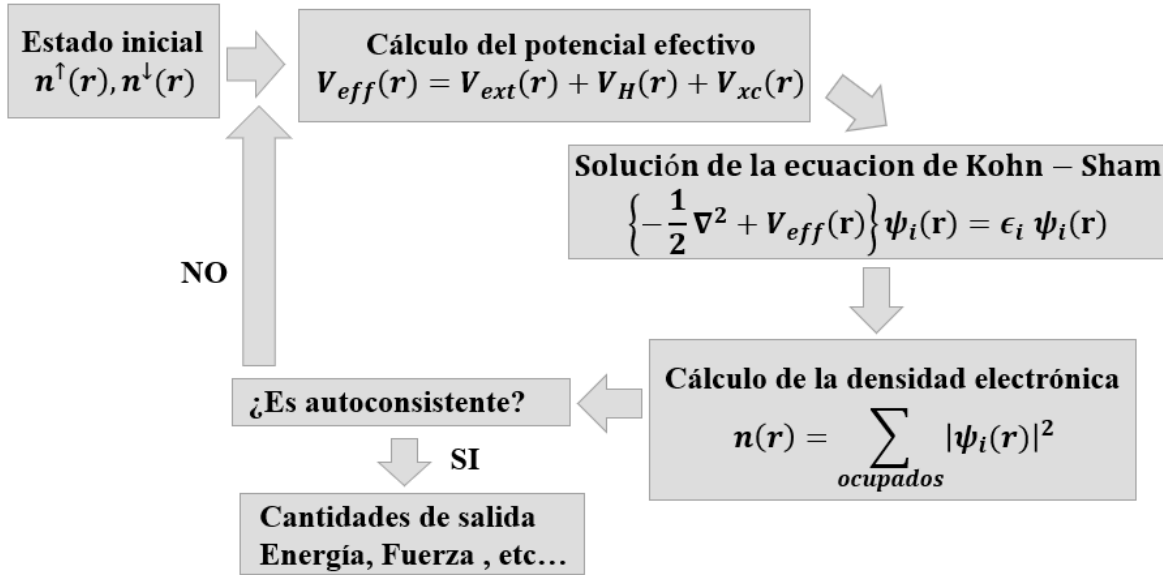 Estado inicial
n↑(r), n↓(r)
Cálculo del potencial efectivo
V_eff(r) = V_ext(r) + V_H(r) + V_xc(r)
Solución de la ecuacion de Kohn – Sham
{-1/2 ∇² + V_eff(r)} ψ_i(r) = ϵ_i ψ_i(r)
NO
Cálculo de la densidad electrónica
n(r) = ∑_ocupados |ψ_i(r)|²
¿Es autoconsistente?
SI
Cantidades de salida
Energía, Fuerza , etc…